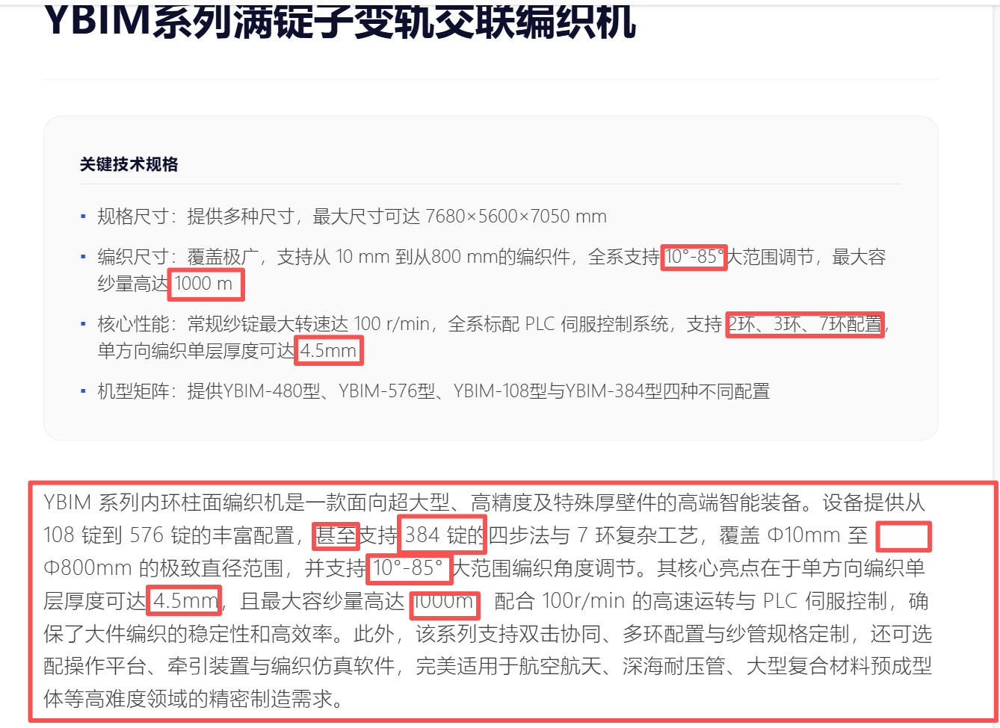 YBIM系列满锭子变轨交联编织机
关键技术规格
▪ 规格尺寸：提供多种尺寸，最大尺寸可达 7680×5600×7050 mm
▪ 编织尺寸：覆盖极广，支持从 10 mm 到从800 mm的编织件，全系支持 10°-85°大范围调节，最大容
纱量高达 1000 m
▪ 核心性能：常规纱锭最大转速达 100 r/min，全系标配 PLC 伺服控制系统，支持 2环、3环、7环配置，
单方向编织单层厚度可达 4.5mm
▪ 机型矩阵：提供YBIM-480型、YBIM-576型、YBIM-108型与YBIM-384型四种不同配置
YBIM 系列内环柱面编织机是一款面向超大型、高精度及特殊厚壁件的高端智能装备。设备提供从
108 锭到 576 锭的丰富配置，甚至支持 384 锭的四步法与 7 环复杂工艺，覆盖 Φ10mm 至
Φ800mm 的极致直径范围，并支持 10°-85° 大范围编织角度调节。其核心亮点在于单方向编织单
层厚度可达 4.5mm，且最大容纱量高达 1000m 配合 100r/min 的高速运转与 PLC 伺服控制，确
保了大件编织的稳定性和高效率。此外，该系列支持双击协同、多环配置与纱管规格定制，还可选
配操作平台、牵引装置与编织仿真软件，完美适用于航空航天、深海耐压管、大型复合材料预成型
体等高难度领域的精密制造需求。